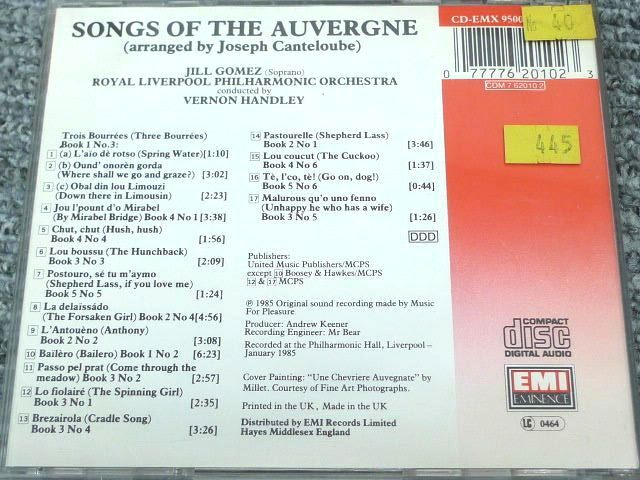 SONGS OF THE AUVERGNE
(arranged by Joseph Canteloube)
JILL GOMEZ (Soprano)
ROYAL LIVERPOOL PHILHARMONIC ORCHESTRA
conducted by
VERNON HANDLEY
CD-EMX 9500
No 40
0 77776 20102 3
CDM 7 62010 2
445
Trois Bourrées (Three Bourrées)
Book 1 No.3:
1 (a) L'aïo dè rotso (Spring Water)[1:10]
2 (b) Ound' onorèn gorda
(Where shall we go and graze?) [3:02]
3 (c) Obal din lou Limouzi
(Down there in Limousin) [2:23]
4 Jou l'pount d'o Mirabel
(By Mirabel Bridge) Book 4 No 1[3:38]
5 Chut, chut (Hush, hush)
Book 4 No 4 [1:56]
6 Lou boussu (The Hunchback)
Book 3 No 3 [2:09]
7 Postouro, sé tu m'aymo
(Shepherd Lass, if you love me)
Book 5 No 5 [1:24]
8 La delaïssádo
(The Forsaken Girl) Book 2 No 4[4:56]
9 L'Antouèno (Anthony)
Book 2 No 2 [3:08]
10 Baïlèro (Bailero) Book 1 No 2 [6:23]
11 Passo pel prat (Come through the
meadow) Book 3 No 2 [2:57]
12 Lo fiolairé (The Spinning Girl)
Book 3 No 1 [2:35]
13 Brezairola (Cradle Song)
Book 3 No 4 [3:26]
14 Pastourelle (Shepherd Lass)
Book 2 No 1 [3:46]
15 Lou coucut (The Cuckoo)
Book 4 No 6 [1:37]
16 Tè, l'co, tè! (Go on, dog!)
Book 5 No 6 [0:44]
17 Malurous qu'o uno fenno
(Unhappy he who has a wife)
Book 3 No 5 [1:26]
DDD
Publishers:
United Music Publishers/MCPS
except 10 Boosey & Hawkes/MCPS
12 & 17 MCPS
℗ 1985 Original sound recording made by Music
For Pleasure
Producer: Andrew Keener
Recording Engineer: Mr Bear
Recorded at the Philharmonic Hall, Liverpool –
January 1985
Cover Painting: "Une Chevriere Auvegnate" by
Millet. Courtesy of Fine Art Photographs.
Printed in the UK, Made in the UK
Distributed by EMI Records Limited
Hayes Middlesex England
COMPACT
disc
DIGITAL AUDIO
EMI
EMINENCE
LC 0464